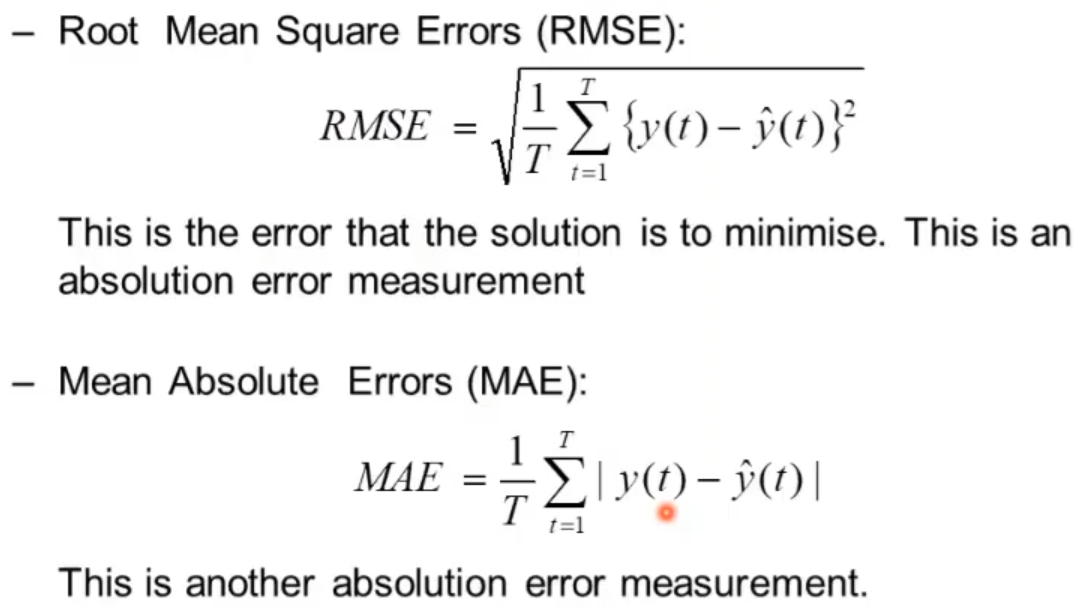 – Root Mean Square Errors (RMSE):
RMSE = √(1/T ∑_{t=1}^{T} {y(t) − ŷ(t)}²)
This is the error that the solution is to minimise. This is an
absolution error measurement
– Mean Absolute Errors (MAE):
MAE = 1/T ∑_{t=1}^{T} | y(t) − ŷ(t) |
This is another absolution error measurement.